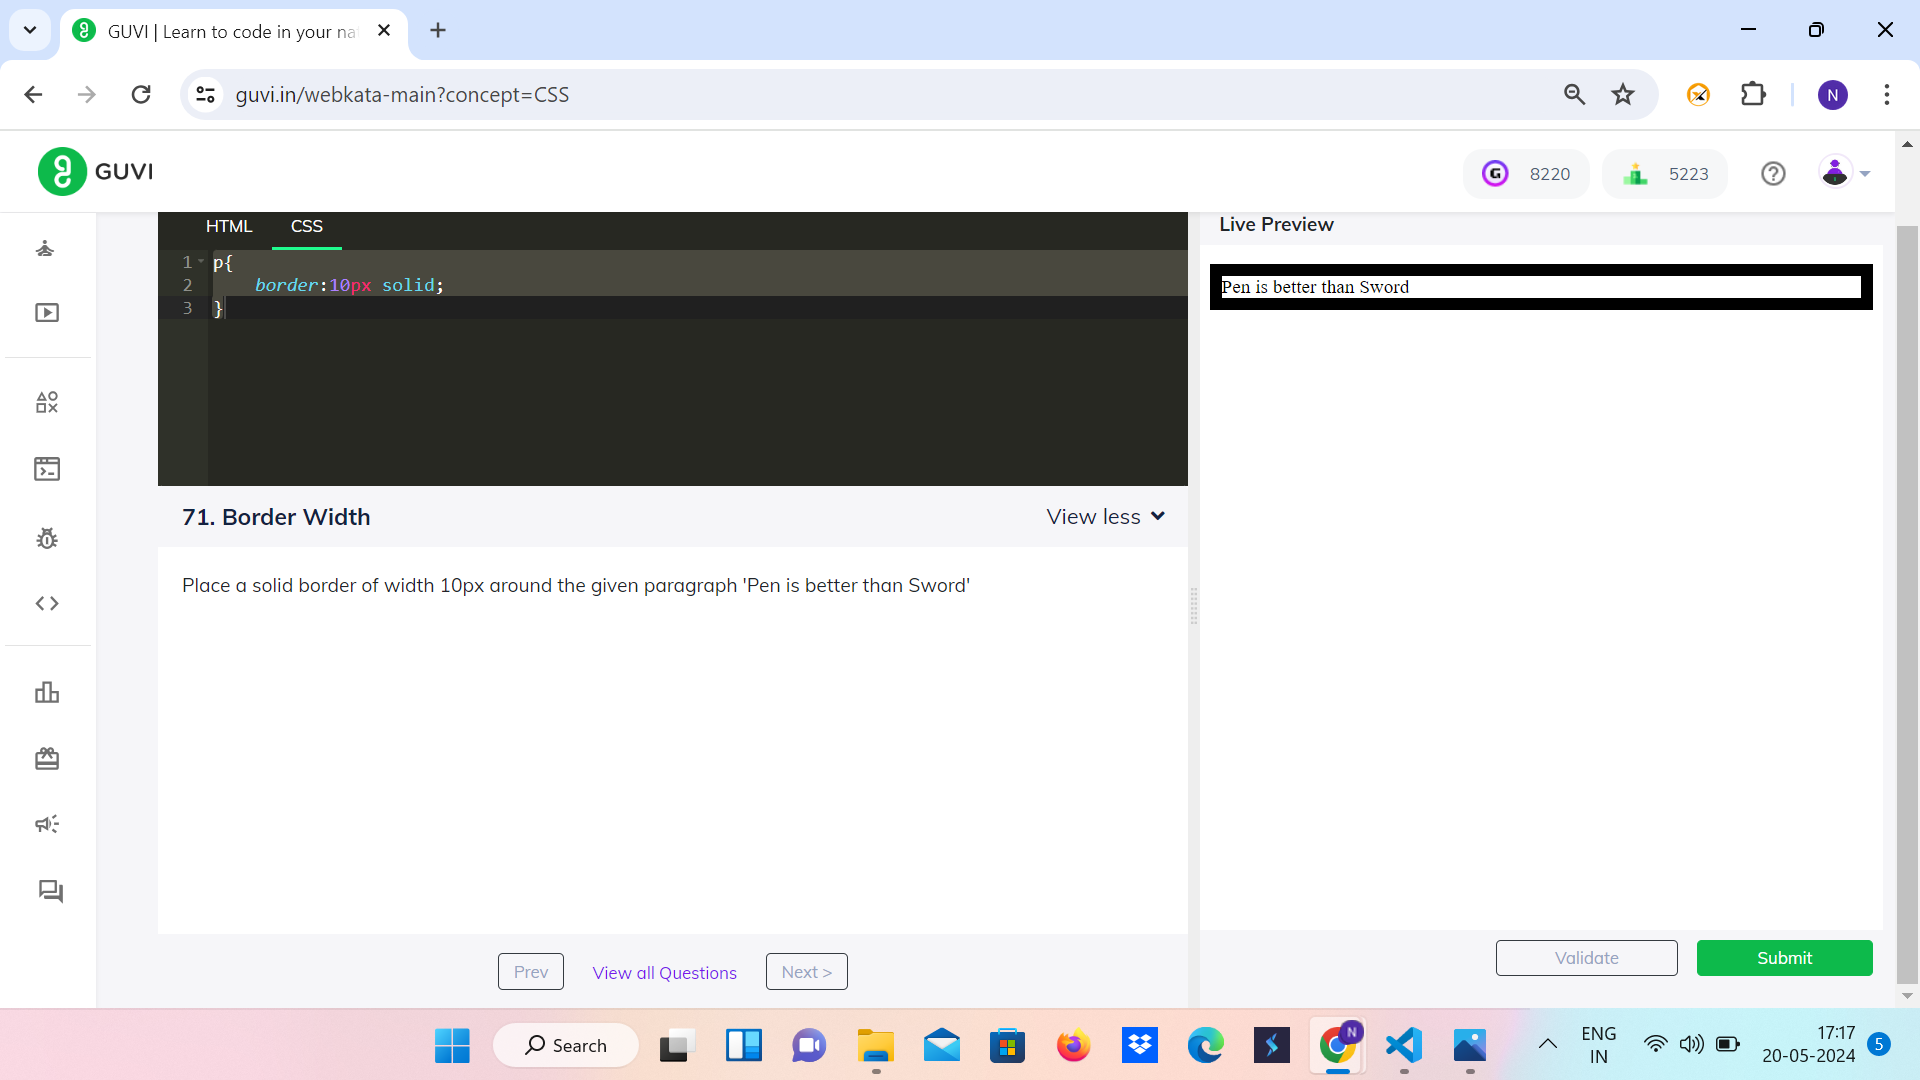 GUVI | Learn to code in your na
guvi.in/webkata-main?concept=CSS
N
GUVI
G 8220
5223
HTML CSS
Live Preview
1 p{
2 border:10px solid;
3 }
Pen is better than Sword
71. Border Width
View less
Place a solid border of width 10px around the given paragraph 'Pen is better than Sword'
Prev
View all Questions
Next >
Validate
Submit
Search
N
ENG
IN
17:17
20-05-2024
5